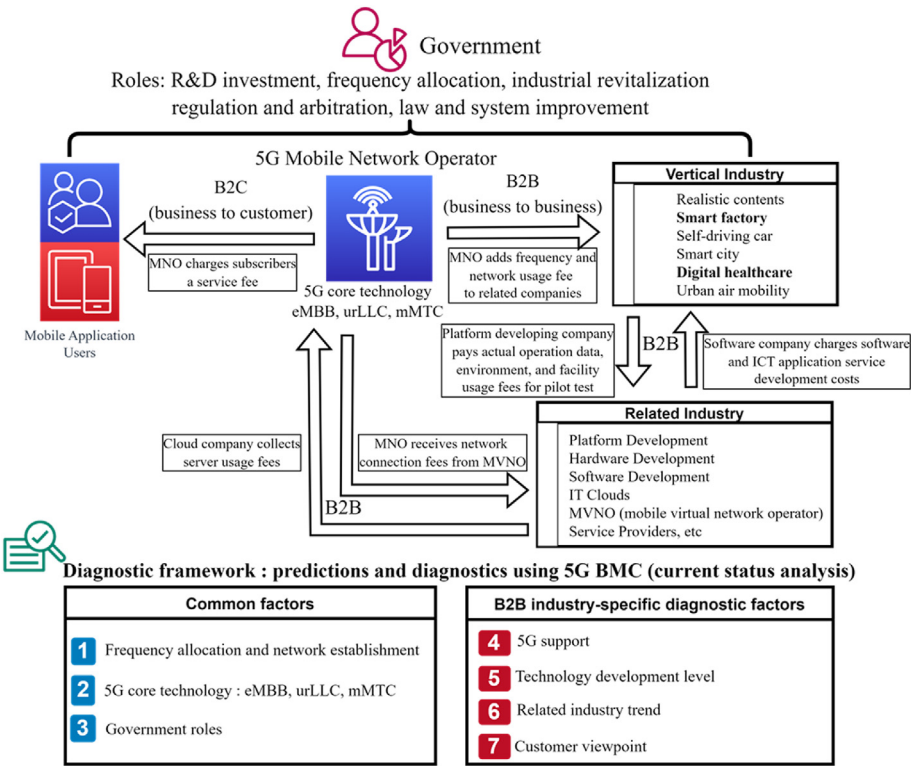 Government
Roles: R&D investment, frequency allocation, industrial revitalization
regulation and arbitration, law and system improvement
5G Mobile Network Operator
B2C
(business to customer)
MNO charges subscribers
a service fee
Mobile Application
Users
5G core technology
eMBB, urLLC, mMTC
B2B
(business to business)
MNO adds frequency and
network usage fee
to related companies
Vertical Industry
Realistic contents
Smart factory
Self-driving car
Smart city
Digital healthcare
Urban air mobility
Platform developing company
pays actual operation data,
environment, and facility
usage fees for pilot test
B2B
Software company charges software
and ICT application service
development costs
Cloud company collects
server usage fees
MNO receives network
connection fees from MVNO
B2B
Related Industry
Platform Development
Hardware Development
Software Development
IT Clouds
MVNO (mobile virtual network operator)
Service Providers, etc
Diagnostic framework : predictions and diagnostics using 5G BMC (current status analysis)
Common factors
1 Frequency allocation and network establishment
2 5G core technology : eMBB, urLLC, mMTC
3 Government roles
B2B industry-specific diagnostic factors
4 5G support
5 Technology development level
6 Related industry trend
7 Customer viewpoint